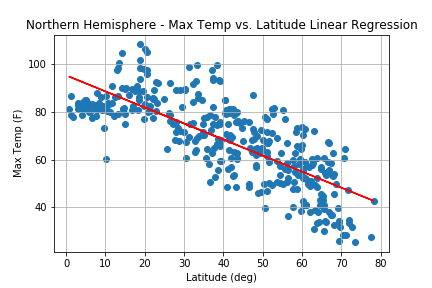 Northern Hemisphere - Max Temp vs. Latitude Linear Regression
100
80
60
40
Max Temp (F)
0 10 20 30 40 50 60 70 80
Latitude (deg)